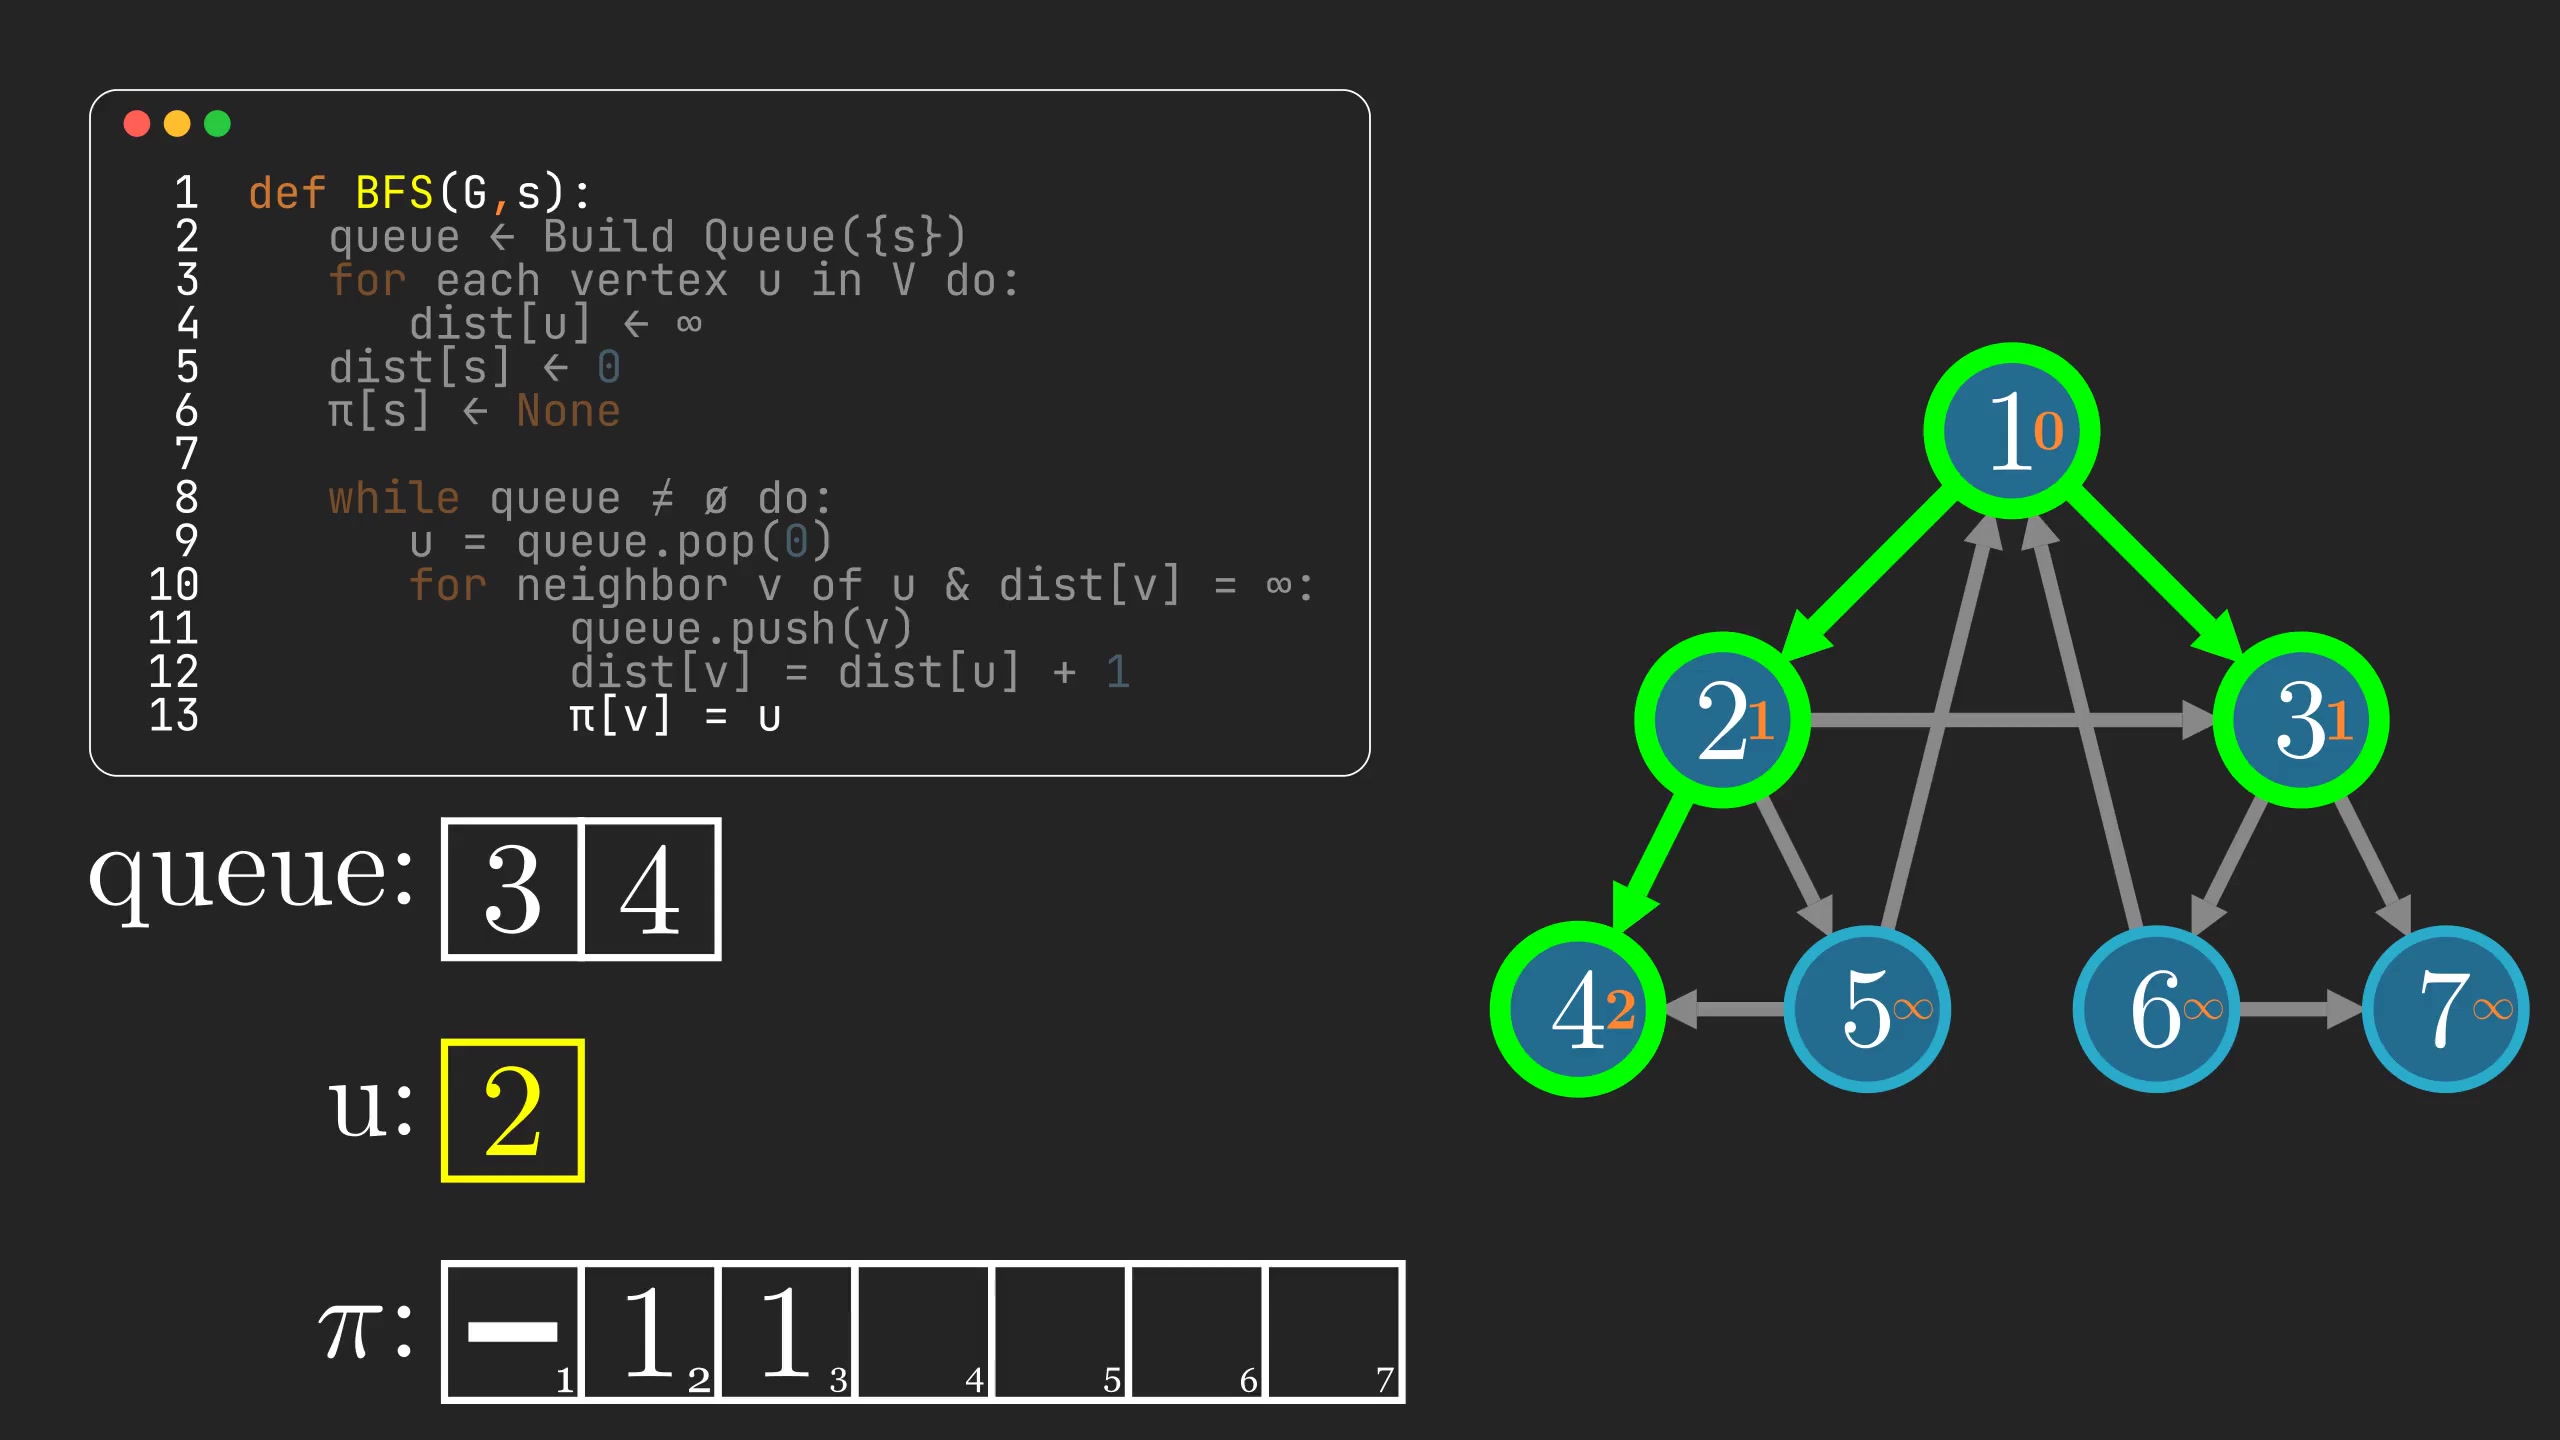 1 def BFS(G,s):
2 queue ← Build Queue({s})
3 for each vertex u in V do:
4 dist[u] ← ∞
5 dist[s] ← 0
6 π[s] ← None
7
8 while queue ≠ ø do:
9 u = queue.pop(0)
10 for neighbor v of u & dist[v] = ∞:
11 queue.push(v)
12 dist[v] = dist[u] + 1
13 π[v] = u
queue: 3 4
u: 2
π: – 1 1 
1 2 3 4 5 6 7
1 0
2 1
3 1
4 2
5 ∞
6 ∞
7 ∞